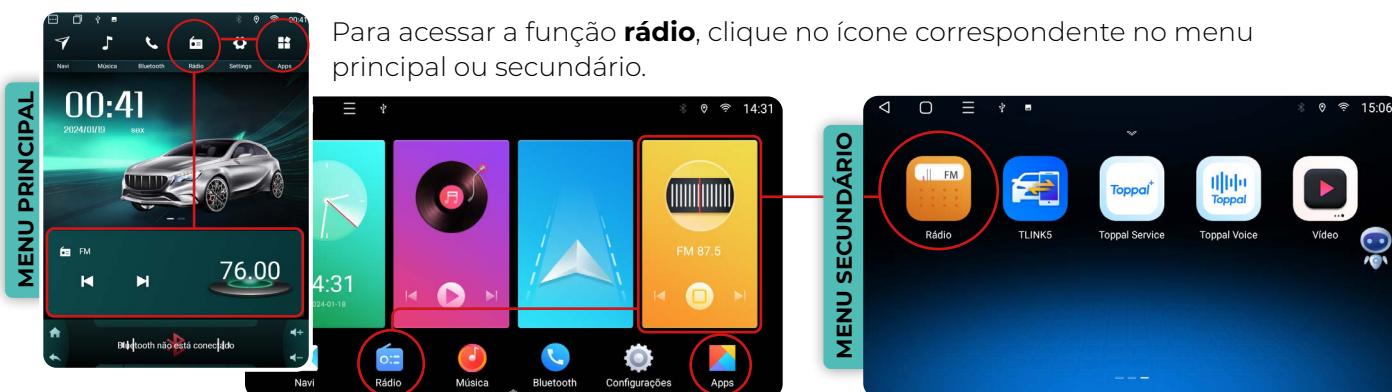 Para acessar a função rádio, clique no ícone correspondente no menu
principal ou secundário.
MENU PRINCIPAL
00:41
Navi Música Bluetooth Rádio Settings Apps
00:41
2024/01/19 sex
FM
76.00
Bluetooth não está conectado
14:31
4:31
2024-01-18
FM 87.5
Navi Rádio Música Bluetooth Configurações Apps
MENU SECUNDÁRIO
15:06
FM
Toppal+
Toppal
Rádio TLINK5 Toppal Service Toppal Voice Vídeo